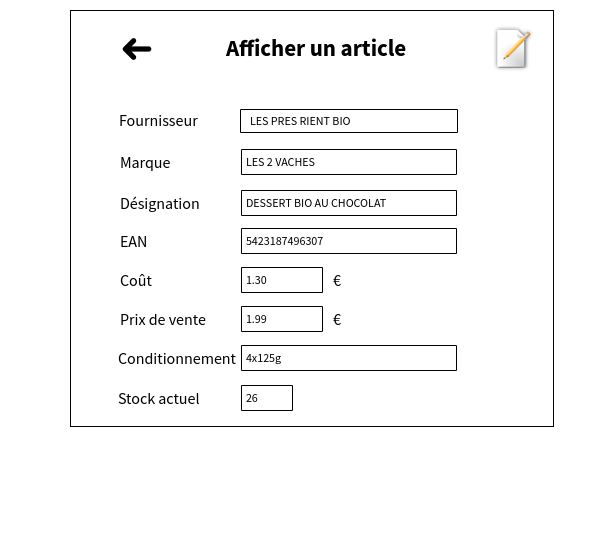 Afficher un article
Fournisseur LES PRES RIENT BIO
Marque LES 2 VACHES
Désignation DESSERT BIO AU CHOCOLAT
EAN 5423187496307
Coût 1.30 €
Prix de vente 1.99 €
Conditionnement 4x125g
Stock actuel 26